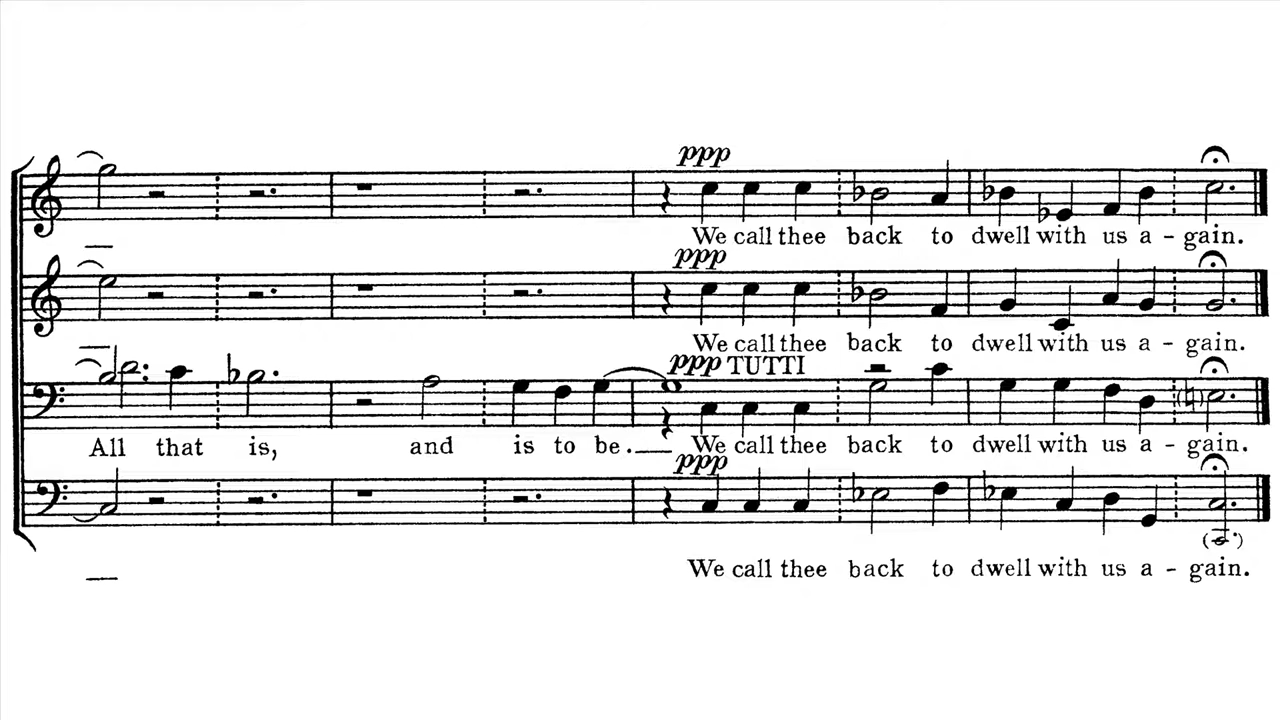 ppp
We call thee back to dwell with us a - gain.
ppp
We call thee back to dwell with us a - gain.
ppp TUTTI
All that is, and is to be. We call thee back to dwell with us a - gain.
ppp
We call thee back to dwell with us a - gain.